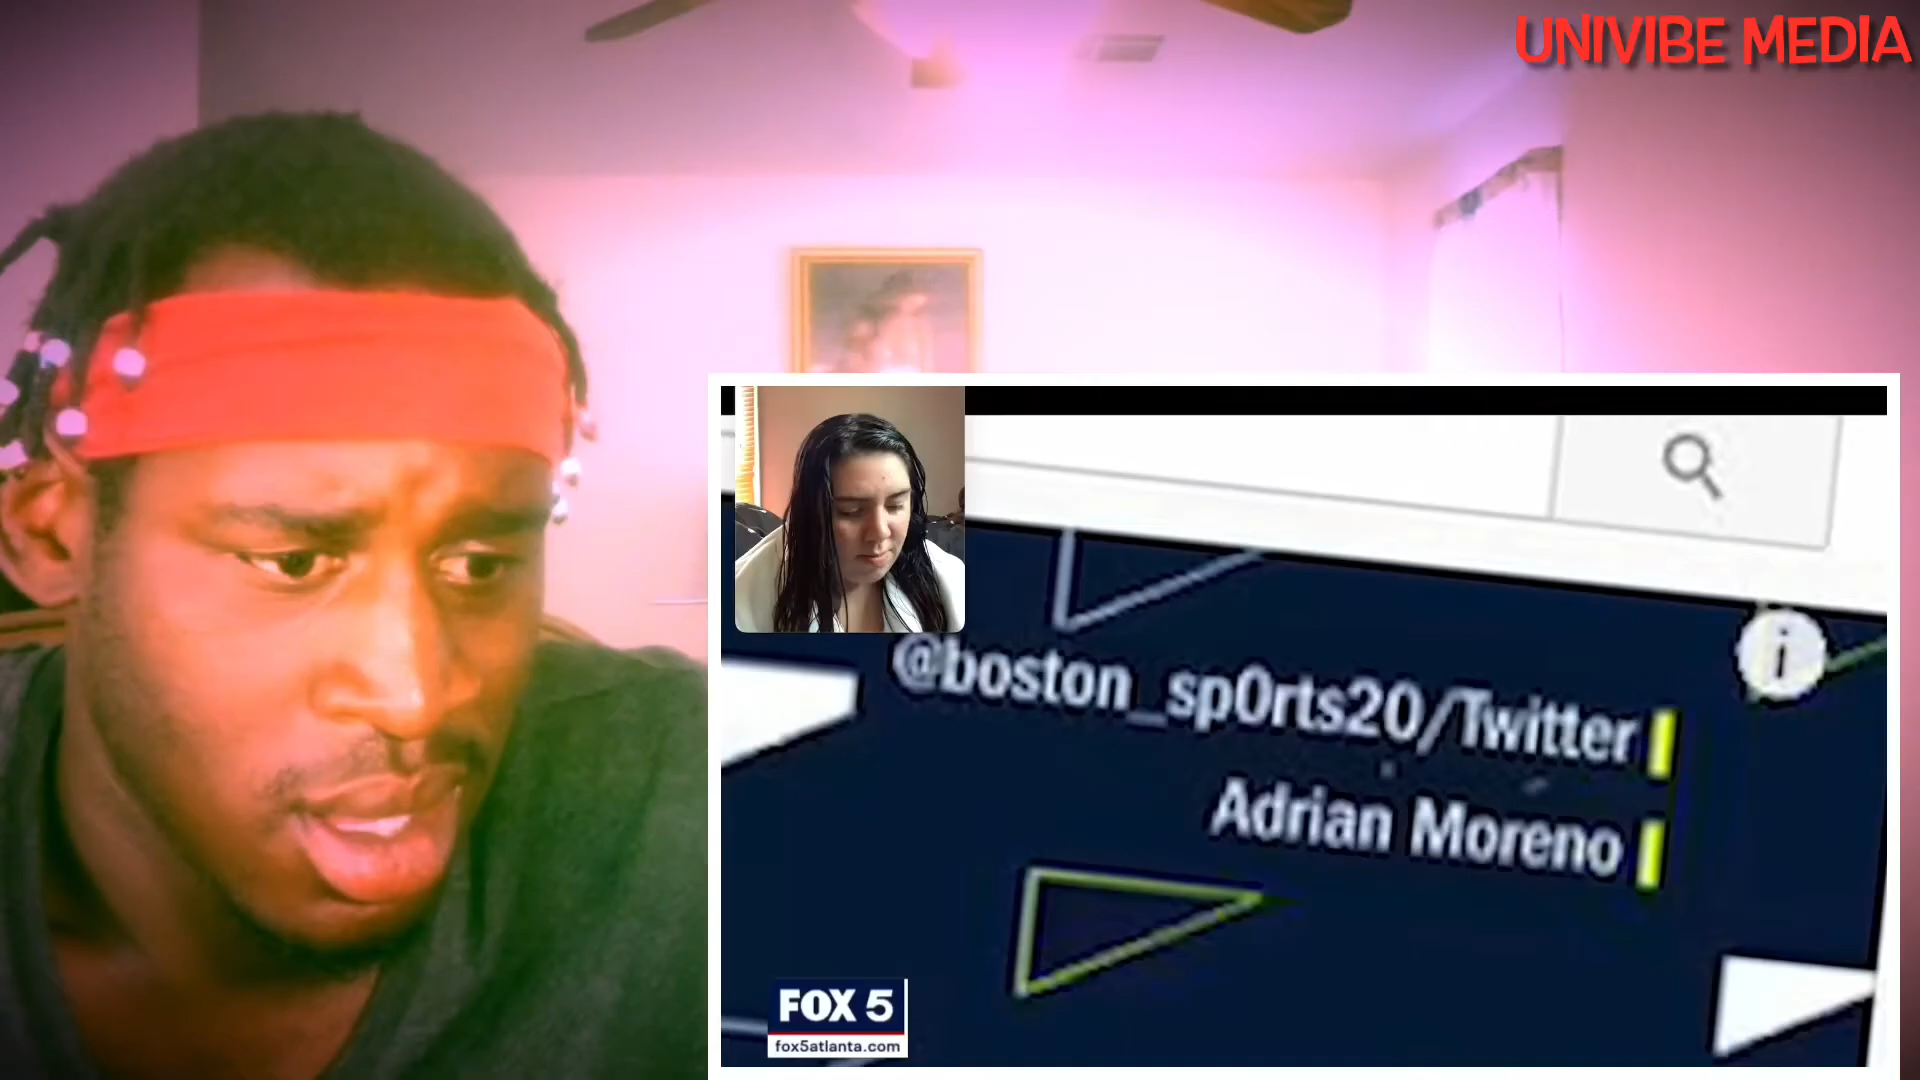 UNIVIBE MEDIA
@boston_sp0rts20/Twitter
Adrian Moreno
i
FOX 5
fox5atlanta.com